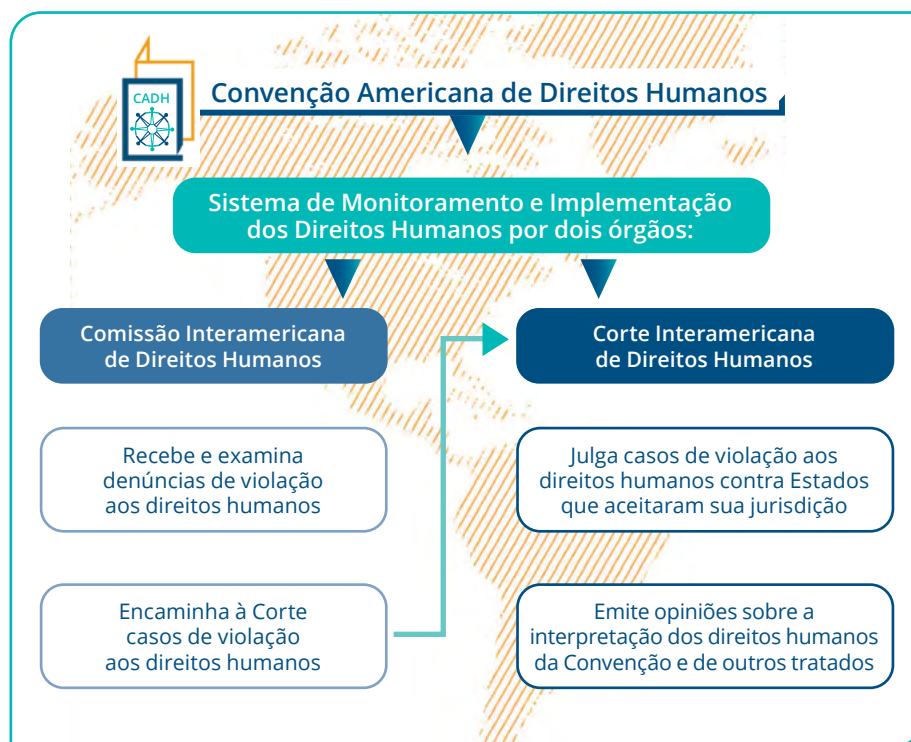 CADH
Convenção Americana de Direitos Humanos
Sistema de Monitoramento e Implementação
dos Direitos Humanos por dois órgãos:
Comissão Interamericana
de Direitos Humanos
Recebe e examina
denúncias de violação
aos direitos humanos
Encaminha à Corte
casos de violação
aos direitos humanos
Corte Interamericana
de Direitos Humanos
Julga casos de violação aos
direitos humanos contra Estados
que aceitaram sua jurisdição
Emite opiniões sobre a
interpretação dos direitos humanos
da Convenção e de outros tratados